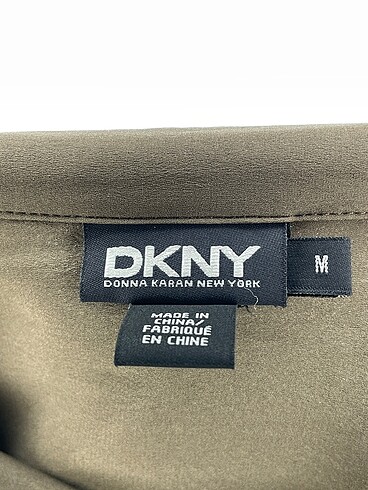 DKNY
DONNA KARAN NEW YORK
M
MADE IN
CHINA/
FABRIQUÉ
EN CHINE